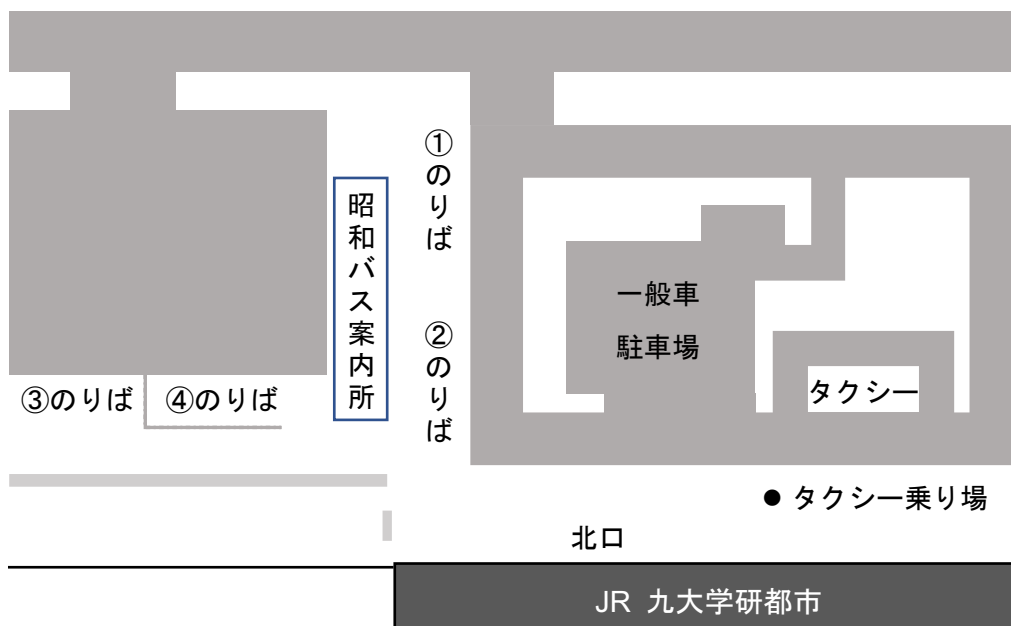 ①のりば
昭和バス案内所
一般車
駐車場
②のりば
③のりば
④のりば
タクシー
● タクシー乗り場
北口
JR 九大学研都市